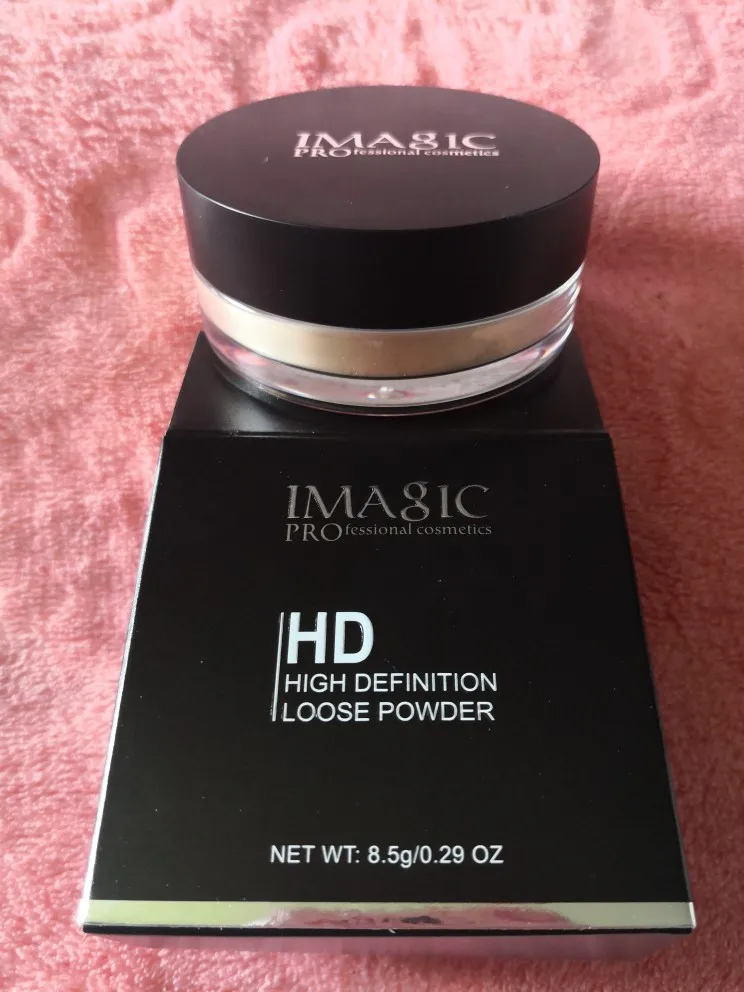 IMAGIC
PROfessional cosmetics
IMAGIC
PROfessional cosmetics
HD
HIGH DEFINITION
LOOSE POWDER
NET WT: 8.5g/0.29 OZ